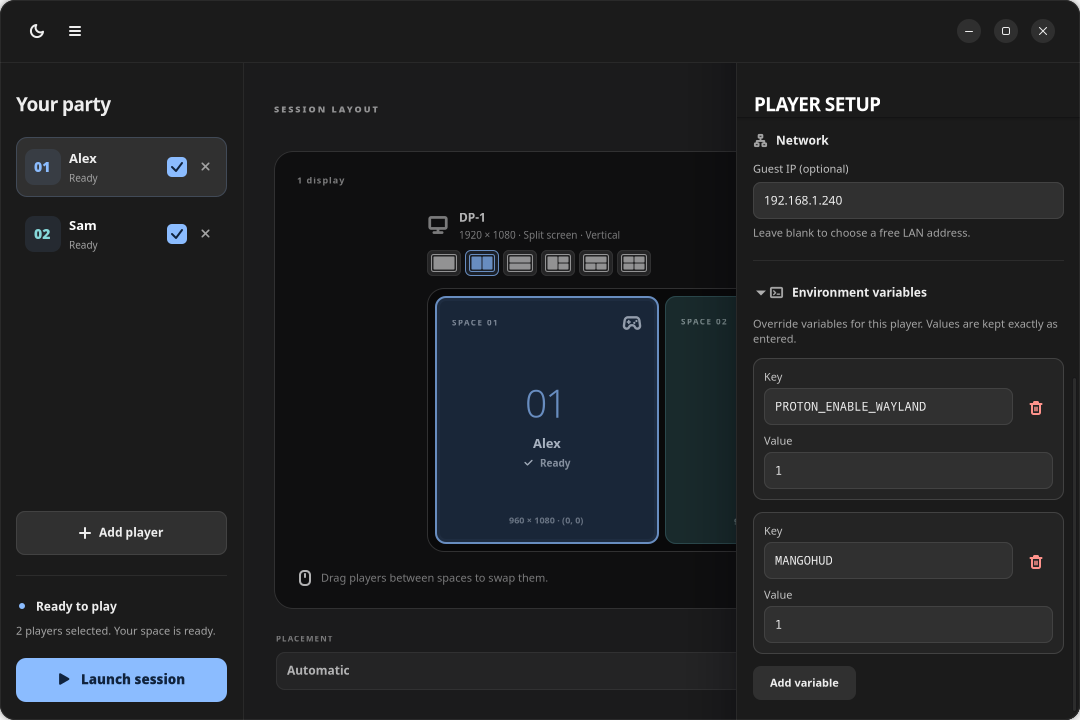 Your party
01
Alex
Ready
02
Sam
Ready
Add player
Ready to play
2 players selected. Your space is ready.
Launch session
SESSION LAYOUT
1 display
DP-1
1920 × 1080 · Split screen · Vertical
SPACE 01
01
Alex
Ready
960 × 1080 · (0, 0)
SPACE 02
Drag players between spaces to swap them.
PLACEMENT
Automatic
PLAYER SETUP
Network
Guest IP (optional)
192.168.1.240
Leave blank to choose a free LAN address.
Environment variables
Override variables for this player. Values are kept exactly as
entered.
Key
PROTON_ENABLE_WAYLAND
Value
1
Key
MANGOHUD
Value
1
Add variable